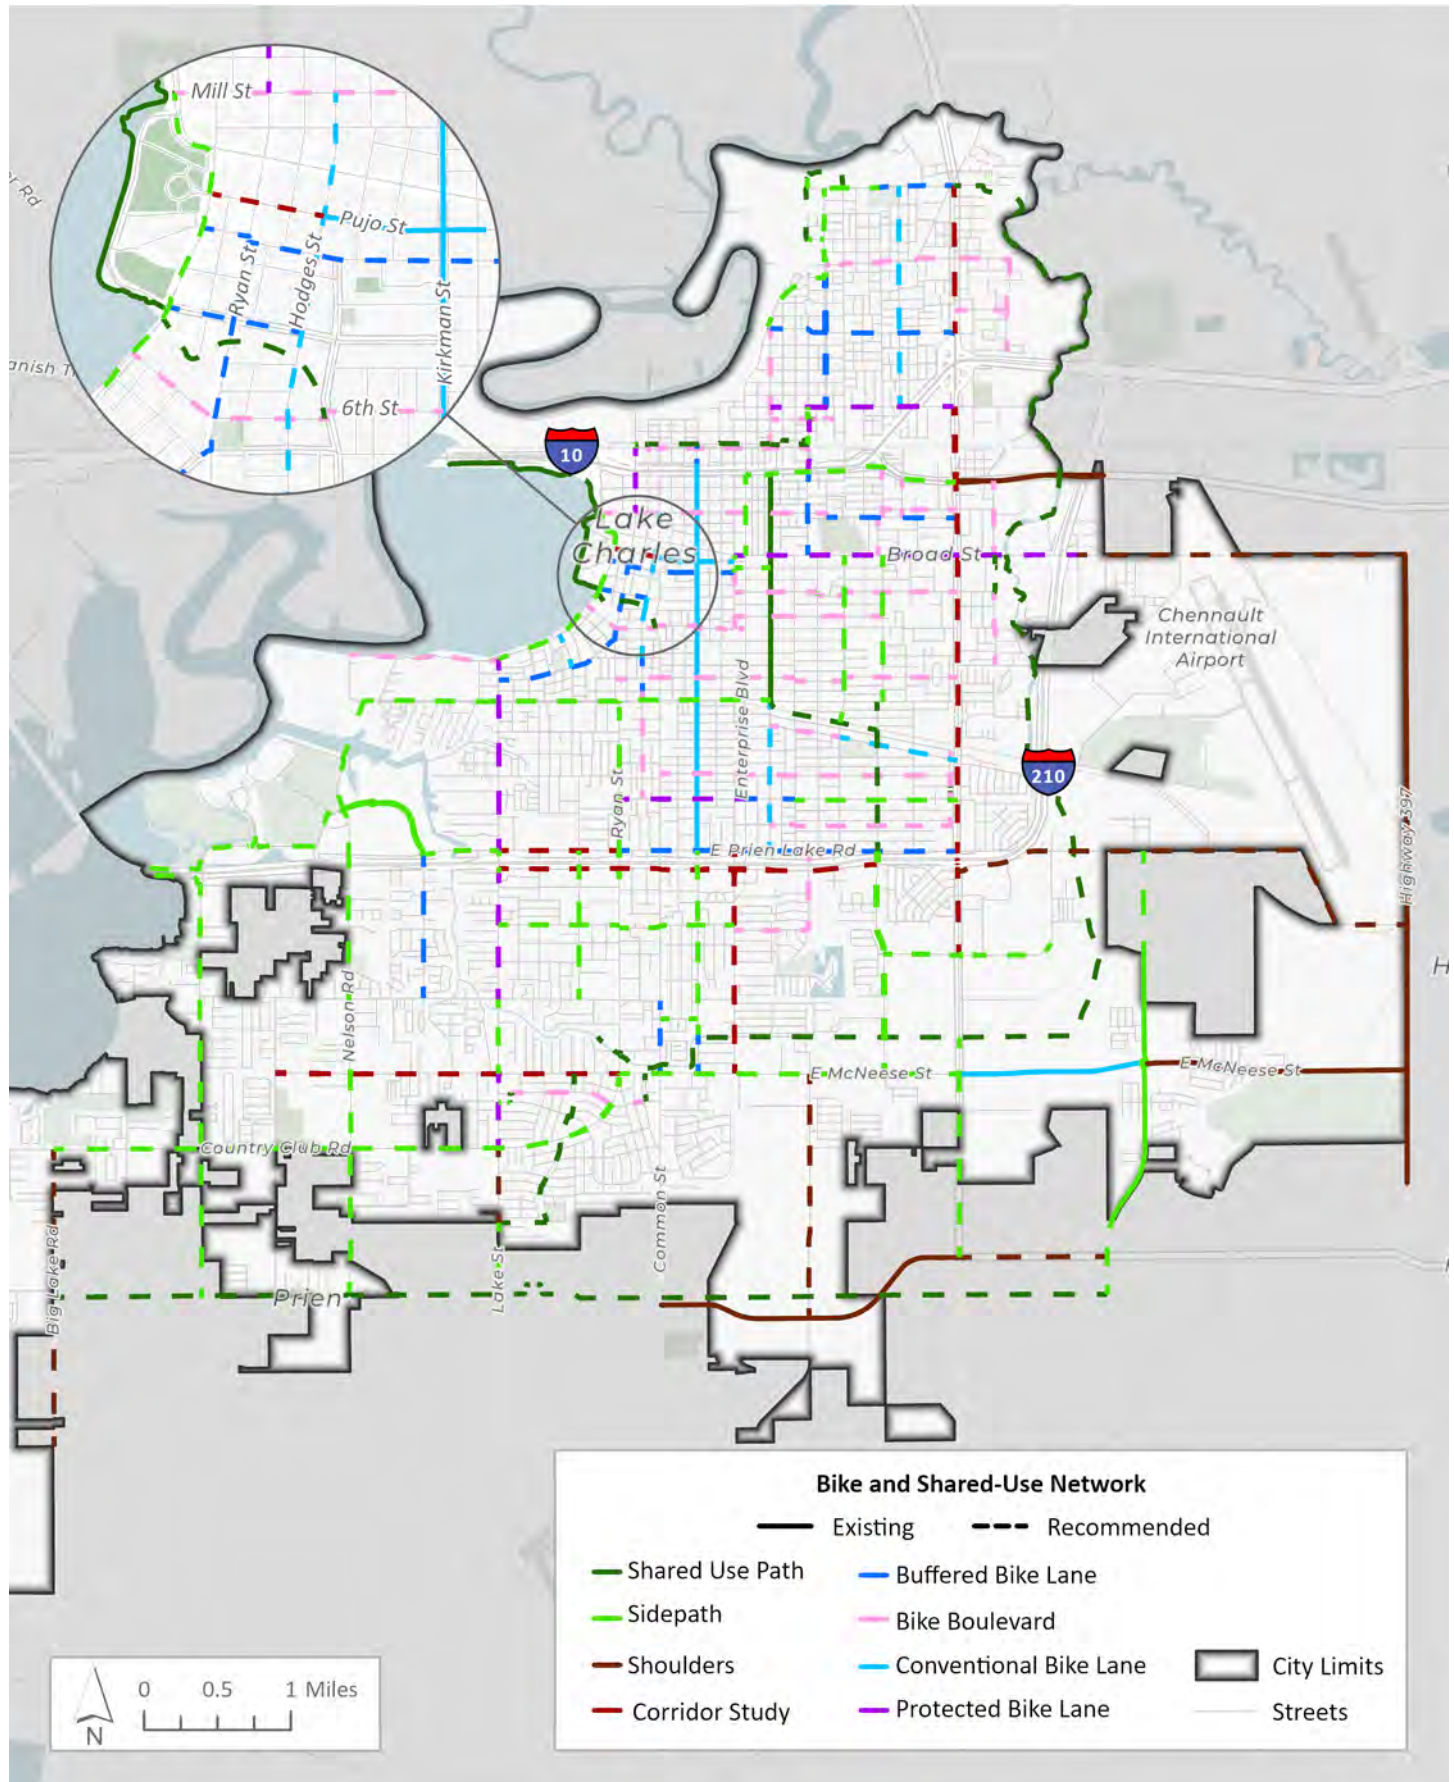 Mill St
er Rd
Pujo St
Ryan St
Hodges St
Kirkman St
anish T
6th St
10
Lake
Charles
Broad St
Chennault
International
Airport
Enterprise Blvd
210
Ryan St
E Prien Lake Rd
Highway 397
H
Nelson Rd
E McNeese St
E McNeese St
Country Club Rd
Common St
Big Lake Rd
Lake St
Prien
Bike and Shared-Use Network
Existing
Recommended
Shared Use Path
Buffered Bike Lane
Sidepath
Bike Boulevard
Shoulders
Conventional Bike Lane
City Limits
Corridor Study
Protected Bike Lane
Streets
0 0.5 1 Miles
N